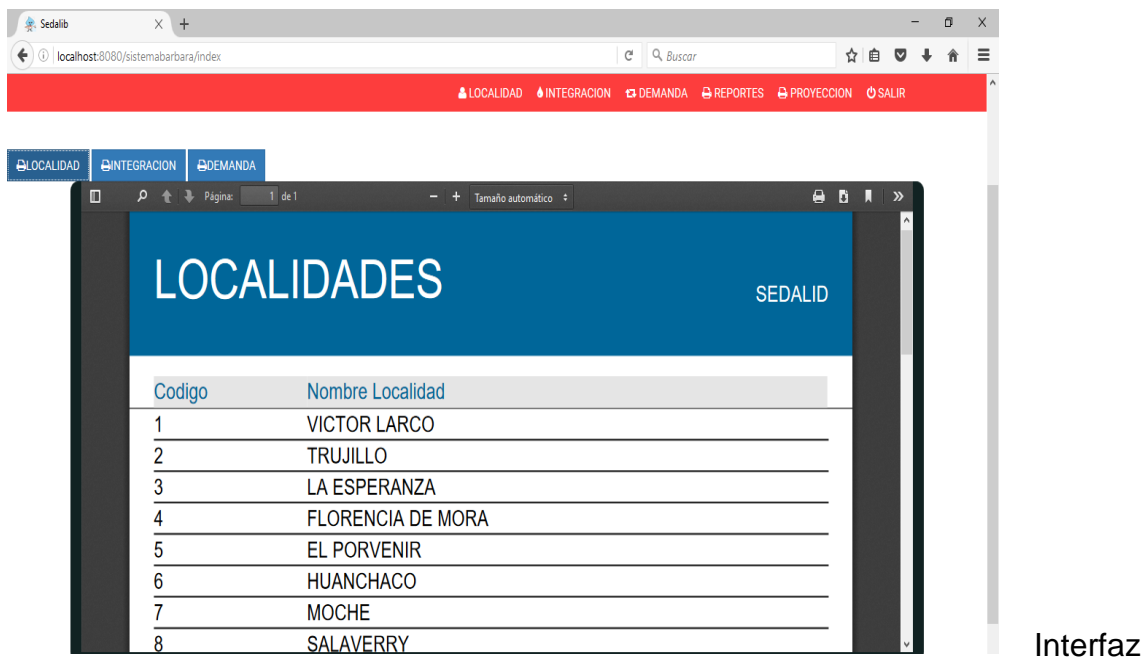 Sedalib
localhost:8080/sistemabarbara/index
Buscar
LOCALIDAD INTEGRACION DEMANDA REPORTES PROYECCION SALIR
LOCALIDAD INTEGRACION DEMANDA
Página: 1 de 1 Tamaño automático
LOCALIDADES
SEDALID
Codigo Nombre Localidad
1 VICTOR LARCO
2 TRUJILLO
3 LA ESPERANZA
4 FLORENCIA DE MORA
5 EL PORVENIR
6 HUANCHACO
7 MOCHE
8 SALAVERRY
Interfaz